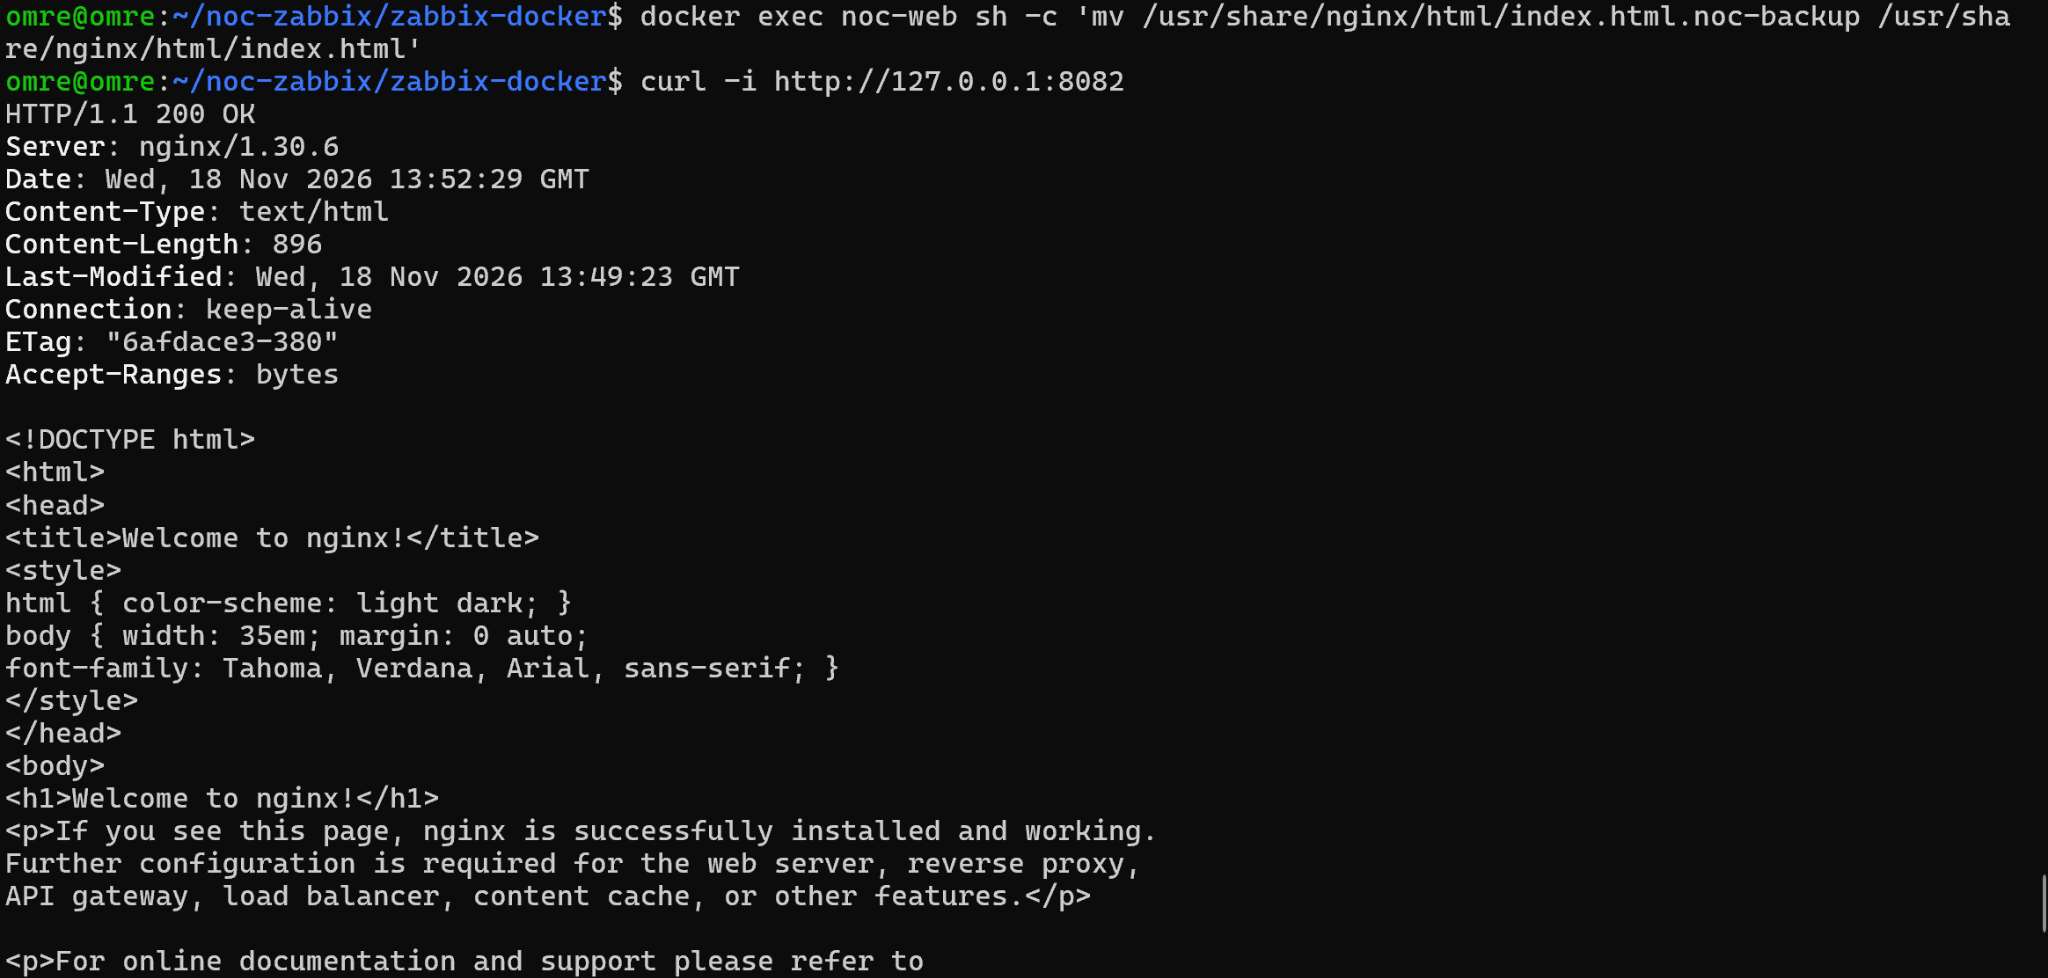 omre@omre:~/noc-zabbix/zabbix-docker$ docker exec noc-web sh -c 'mv /usr/share/nginx/html/index.html.noc-backup /usr/sha
re/nginx/html/index.html'
omre@omre:~/noc-zabbix/zabbix-docker$ curl -i http://127.0.0.1:8082
HTTP/1.1 200 OK
Server: nginx/1.30.6
Date: Wed, 18 Nov 2026 13:52:29 GMT
Content-Type: text/html
Content-Length: 896
Last-Modified: Wed, 18 Nov 2026 13:49:23 GMT
Connection: keep-alive
ETag: "6afdace3-380"
Accept-Ranges: bytes

<!DOCTYPE html>
<html>
<head>
<title>Welcome to nginx!</title>
<style>
html { color-scheme: light dark; }
body { width: 35em; margin: 0 auto;
font-family: Tahoma, Verdana, Arial, sans-serif; }
</style>
</head>
<body>
<h1>Welcome to nginx!</h1>
<p>If you see this page, nginx is successfully installed and working.
Further configuration is required for the web server, reverse proxy,
API gateway, load balancer, content cache, or other features.</p>

<p>For online documentation and support please refer to